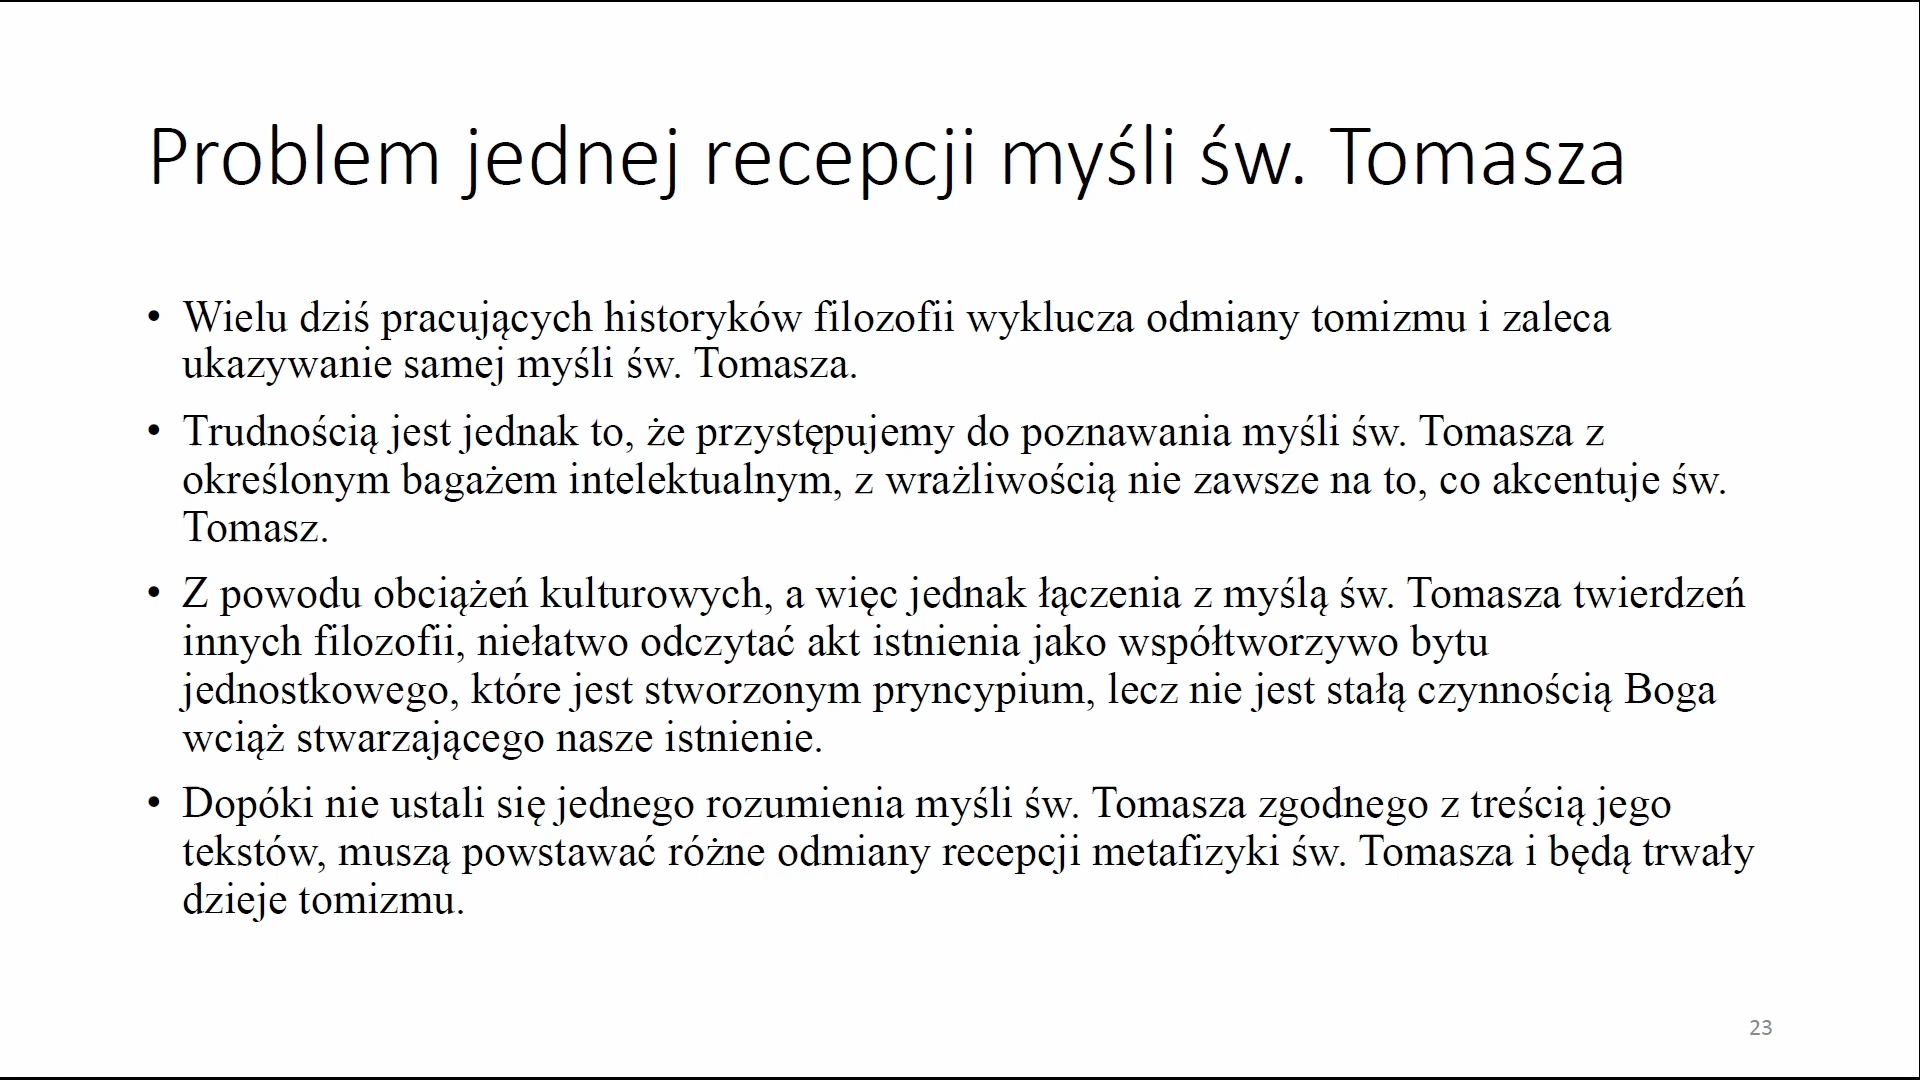 Problem jednej recepcji myśli św. Tomasza
• Wielu dziś pracujących historyków filozofii wyklucza odmiany tomizmu i zaleca
ukazywanie samej myśli św. Tomasza.
• Trudnością jest jednak to, że przystępujemy do poznawania myśli św. Tomasza z
określonym bagażem intelektualnym, z wrażliwością nie zawsze na to, co akcentuje św.
Tomasz.
• Z powodu obciążeń kulturowych, a więc jednak łączenia z myślą św. Tomasza twierdzeń
innych filozofii, niełatwo odczytać akt istnienia jako współtworzywo bytu
jednostkowego, które jest stworzonym pryncypium, lecz nie jest stałą czynnością Boga
wciąż stwarzającego nasze istnienie.
• Dopóki nie ustali się jednego rozumienia myśli św. Tomasza zgodnego z treścią jego
tekstów, muszą powstawać różne odmiany recepcji metafizyki św. Tomasza i będą trwały
dzieje tomizmu.
23